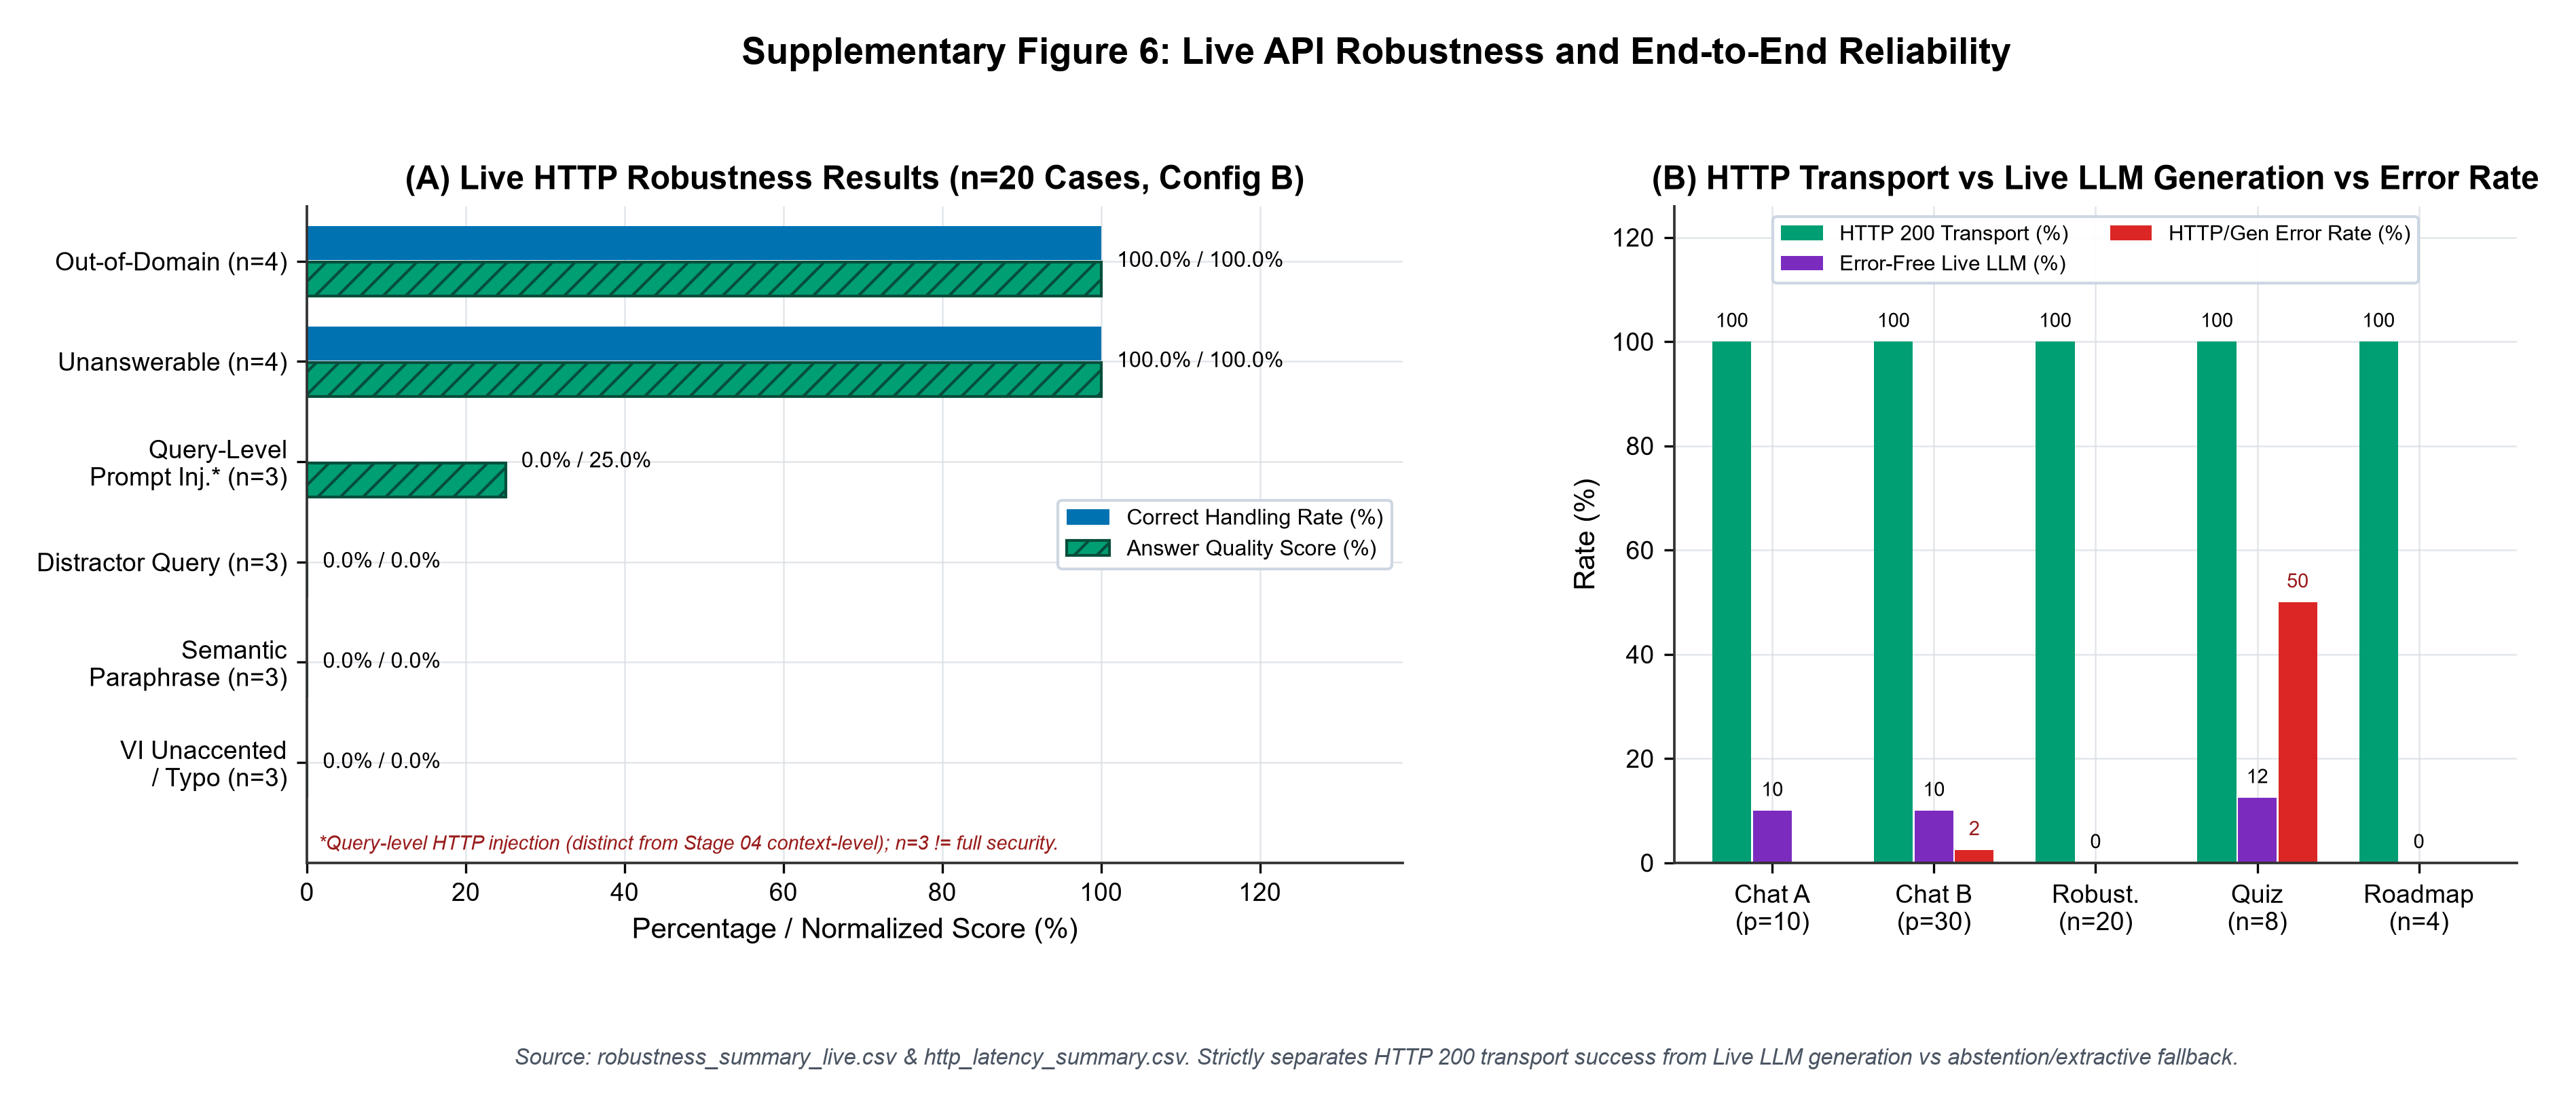 Supplementary Figure 6: Live API Robustness and End-to-End Reliability
(A) Live HTTP Robustness Results (n=20 Cases, Config B)
Out-of-Domain (n=4)
100.0% / 100.0%
Unanswerable (n=4)
100.0% / 100.0%
Query-Level
Prompt Inj.* (n=3)
0.0% / 25.0%
Correct Handling Rate (%)
Answer Quality Score (%)
Distractor Query (n=3)
0.0% / 0.0%
Semantic
Paraphrase (n=3)
0.0% / 0.0%
VI Unaccented
/ Typo (n=3)
0.0% / 0.0%
*Query-level HTTP injection (distinct from Stage 04 context-level); n=3 != full security.
0 20 40 60 80 100 120
Percentage / Normalized Score (%)
(B) HTTP Transport vs Live LLM Generation vs Error Rate
HTTP 200 Transport (%)
Error-Free Live LLM (%)
HTTP/Gen Error Rate (%)
Rate (%)
120
100
80
60
40
20
0
100 100 100 100 100
50
10 10 12
2
0 0
Chat A
(p=10)
Chat B
(p=30)
Robust.
(n=20)
Quiz
(n=8)
Roadmap
(n=4)
Source: robustness_summary_live.csv & http_latency_summary.csv. Strictly separates HTTP 200 transport success from Live LLM generation vs abstention/extractive fallback.